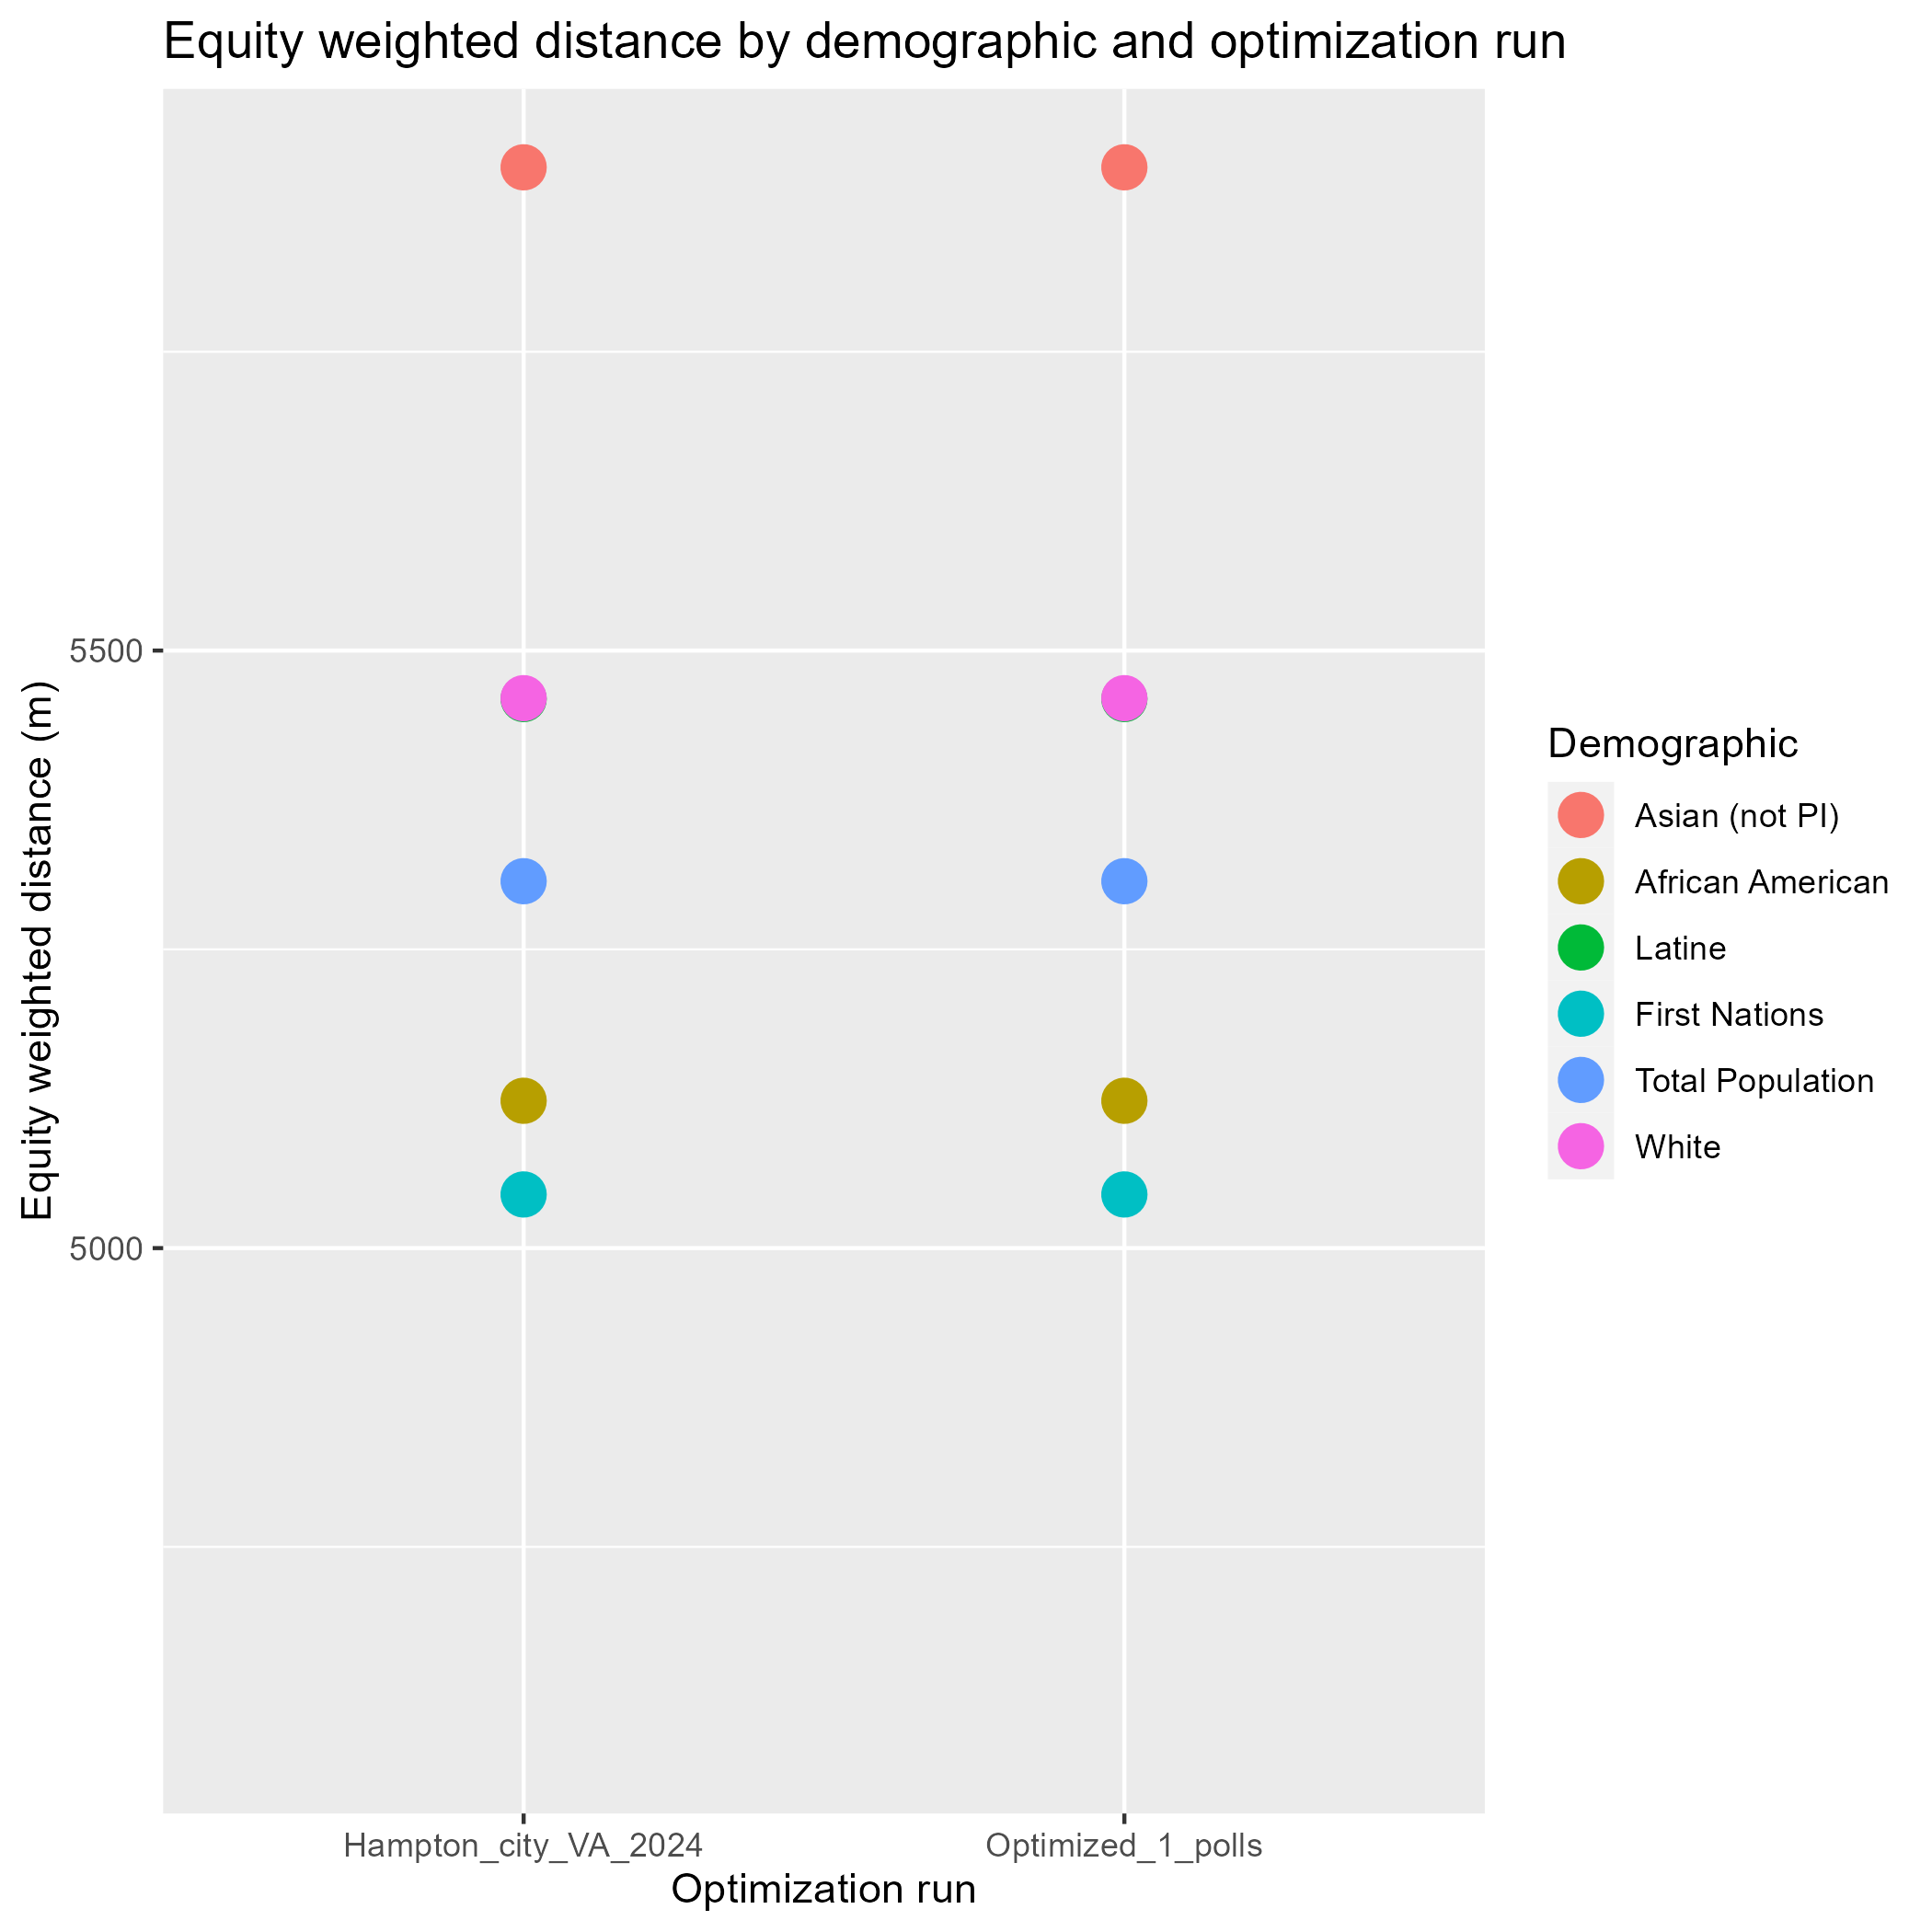 Equity weighted distance by demographic and optimization run
Equity weighted distance (m)
5500
5000
Hampton_city_VA_2024
Optimized_1_polls
Optimization run
Demographic
Asian (not PI)
African American
Latine
First Nations
Total Population
White